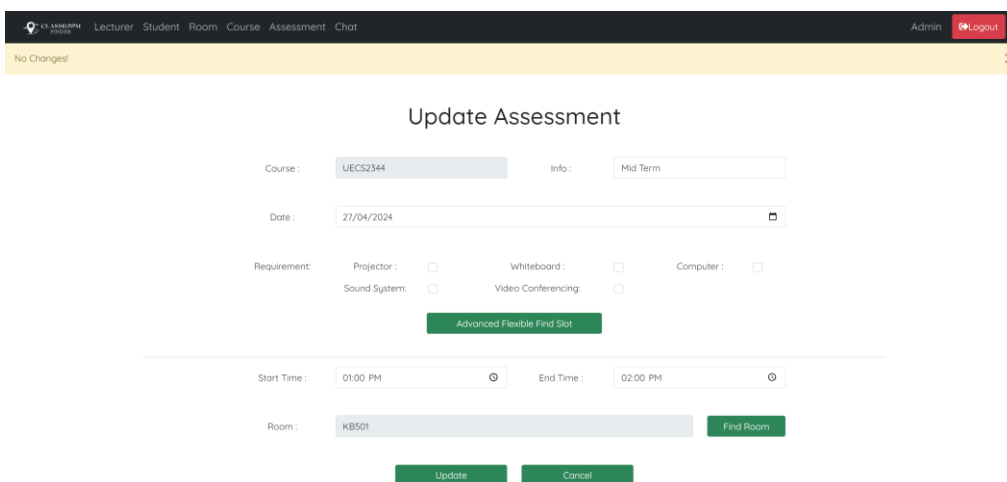 CLASSROOM
FINDER
Lecturer Student Room Course Assessment Chat Admin Logout
No Changes!
Update Assessment
Course : UECS2344 Info : Mid Term
Date : 27/04/2024
Requirement: Projector : Whiteboard : Computer :
Sound System: Video Conferencing:
Advanced Flexible Find Slot
Start Time : 01:00 PM End Time : 02:00 PM
Room : KB501 Find Room
Update Cancel